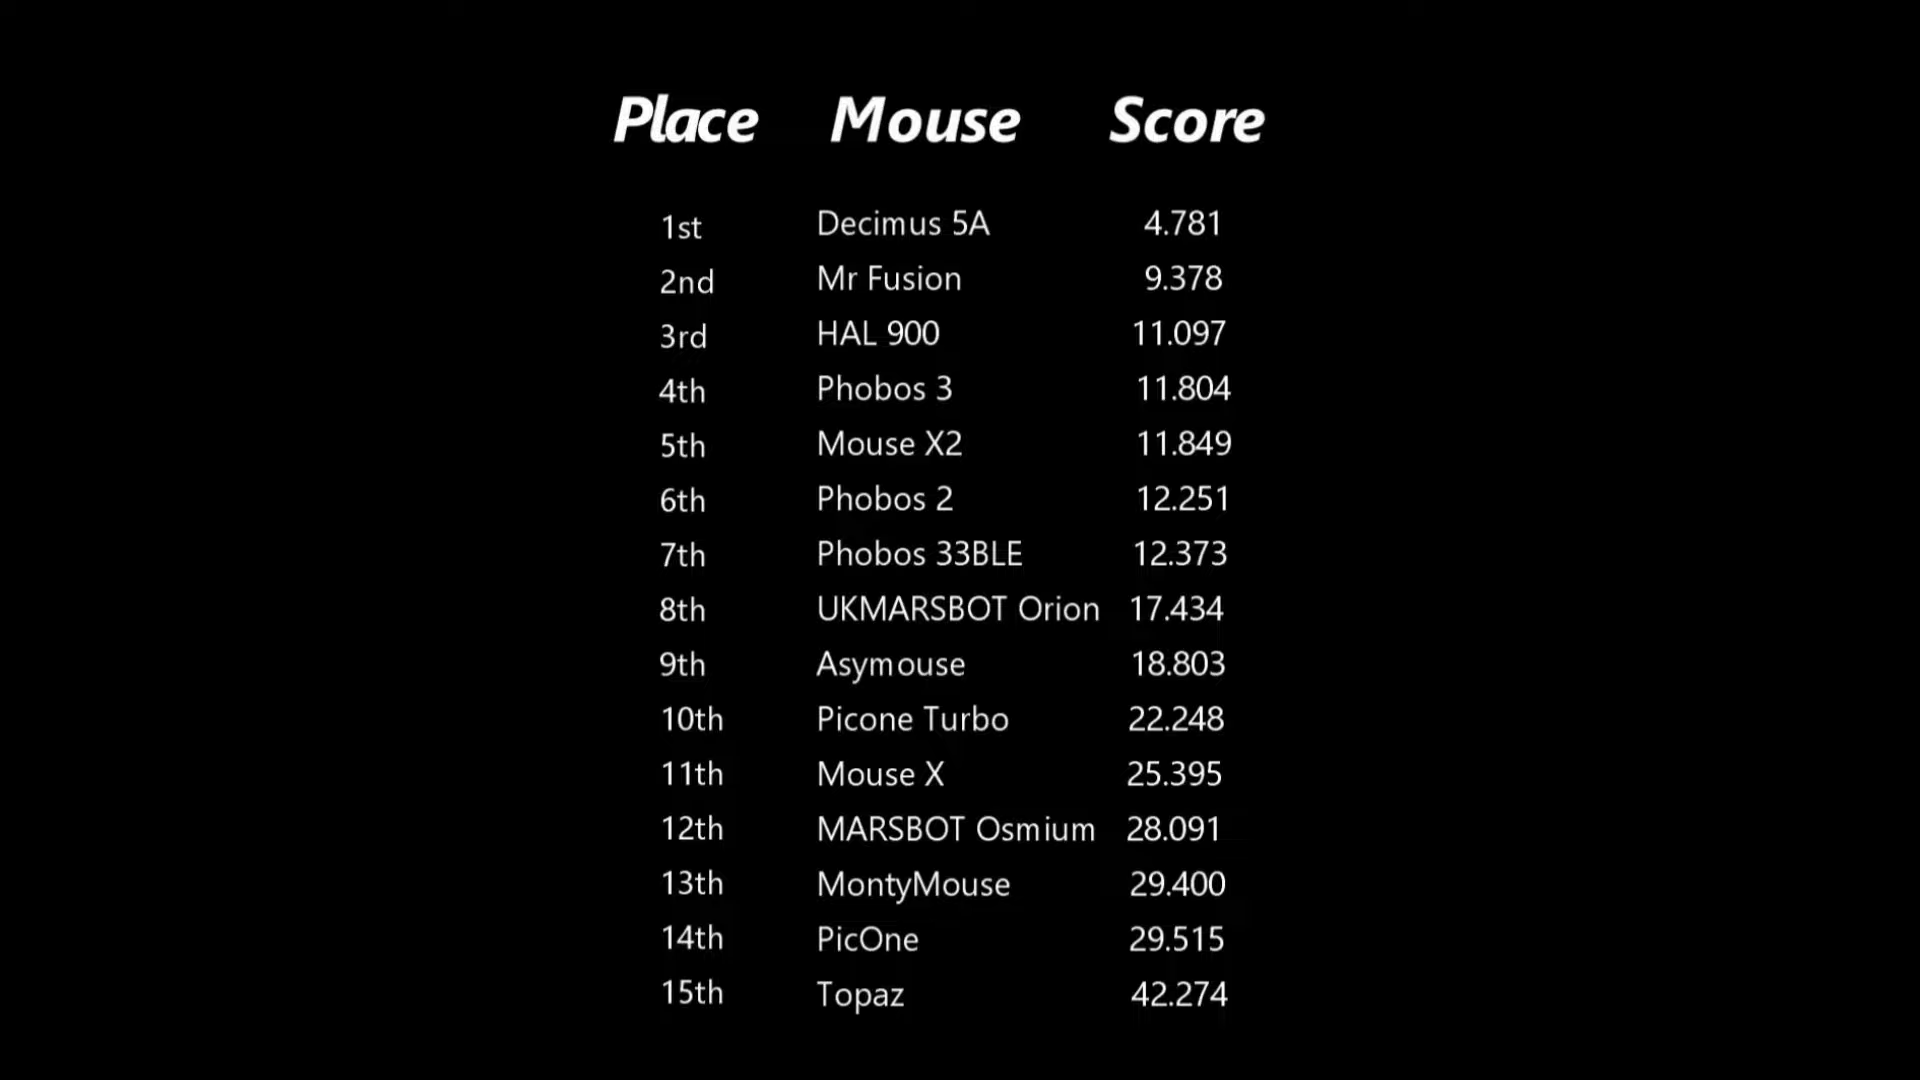 Place Mouse Score
1st Decimus 5A 4.781
2nd Mr Fusion 9.378
3rd HAL 900 11.097
4th Phobos 3 11.804
5th Mouse X2 11.849
6th Phobos 2 12.251
7th Phobos 33BLE 12.373
8th UKMARSBOT Orion 17.434
9th Asymouse 18.803
10th Picone Turbo 22.248
11th Mouse X 25.395
12th MARSBOT Osmium 28.091
13th MontyMouse 29.400
14th PicOne 29.515
15th Topaz 42.274